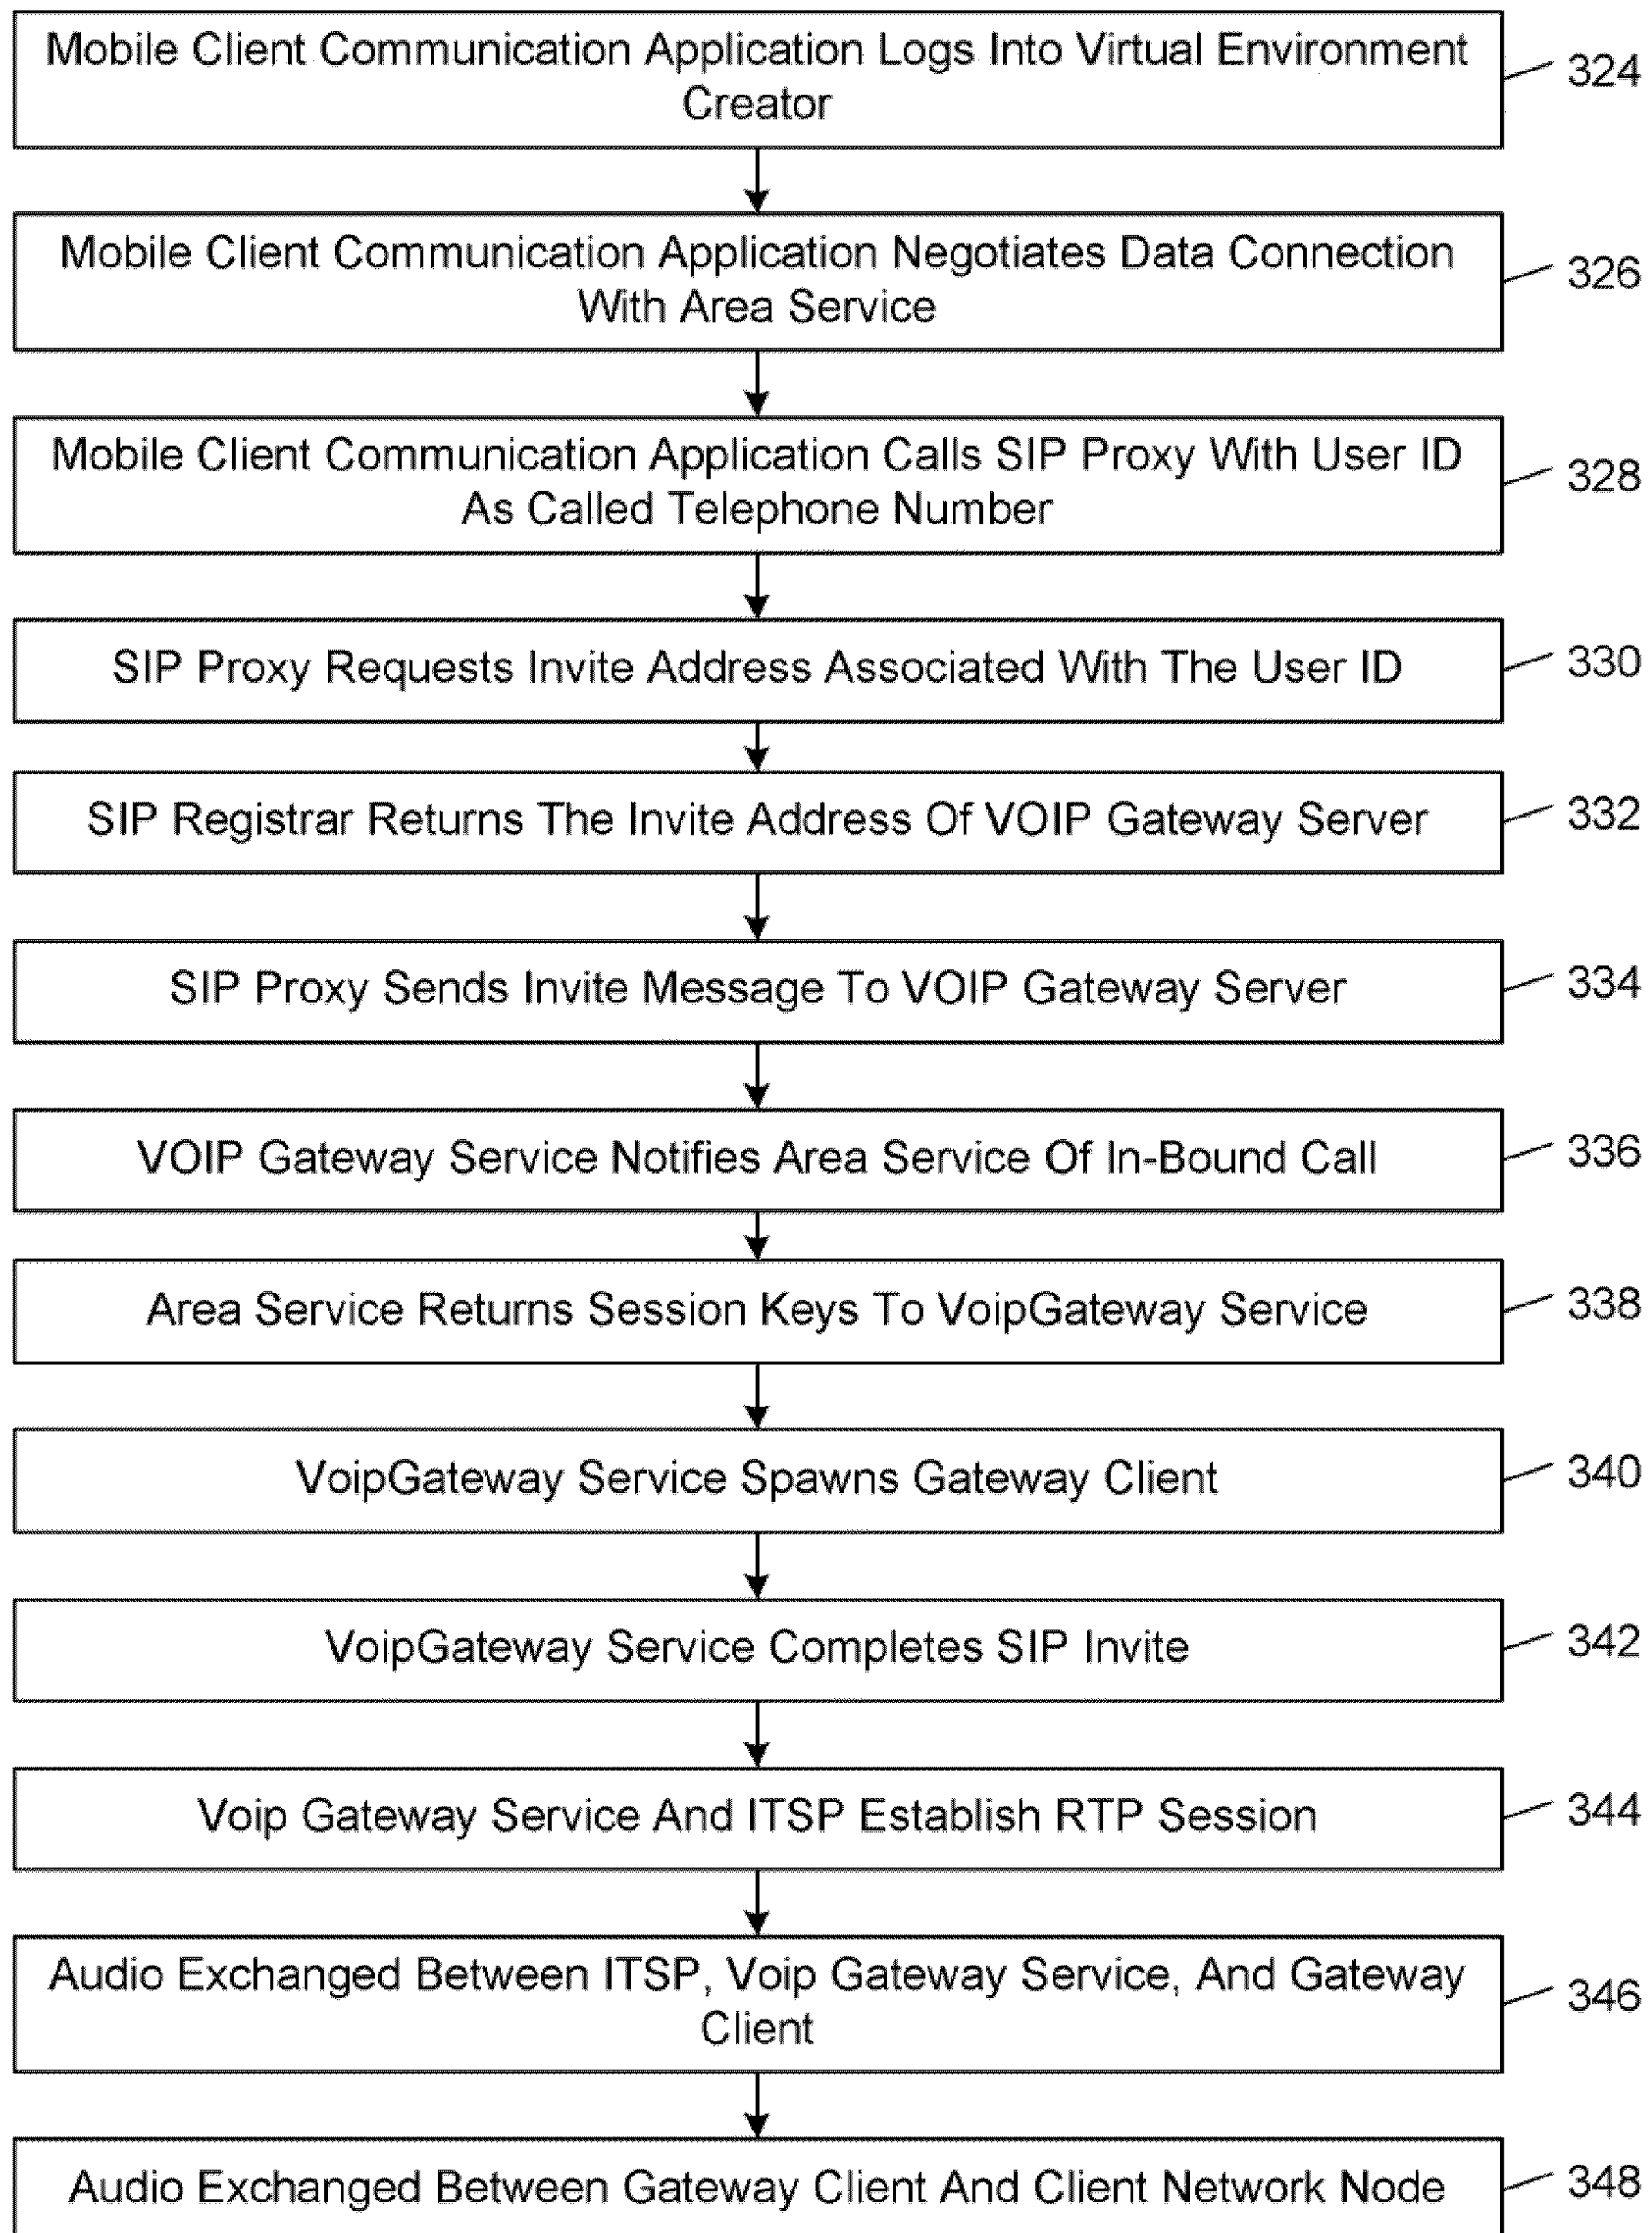 Mobile Client Communication Application Logs Into Virtual Environment
Creator
324
Mobile Client Communication Application Negotiates Data Connection
With Area Service
326
Mobile Client Communication Application Calls SIP Proxy With User ID
As Called Telephone Number
328
SIP Proxy Requests Invite Address Associated With The User ID
330
SIP Registrar Returns The Invite Address Of VOIP Gateway Server
332
SIP Proxy Sends Invite Message To VOIP Gateway Server
334
VOIP Gateway Service Notifies Area Service Of In-Bound Call
336
Area Service Returns Session Keys To VoipGateway Service
338
VoipGateway Service Spawns Gateway Client
340
VoipGateway Service Completes SIP Invite
342
Voip Gateway Service And ITSP Establish RTP Session
344
Audio Exchanged Between ITSP, Voip Gateway Service, And Gateway
Client
346
Audio Exchanged Between Gateway Client And Client Network Node
348